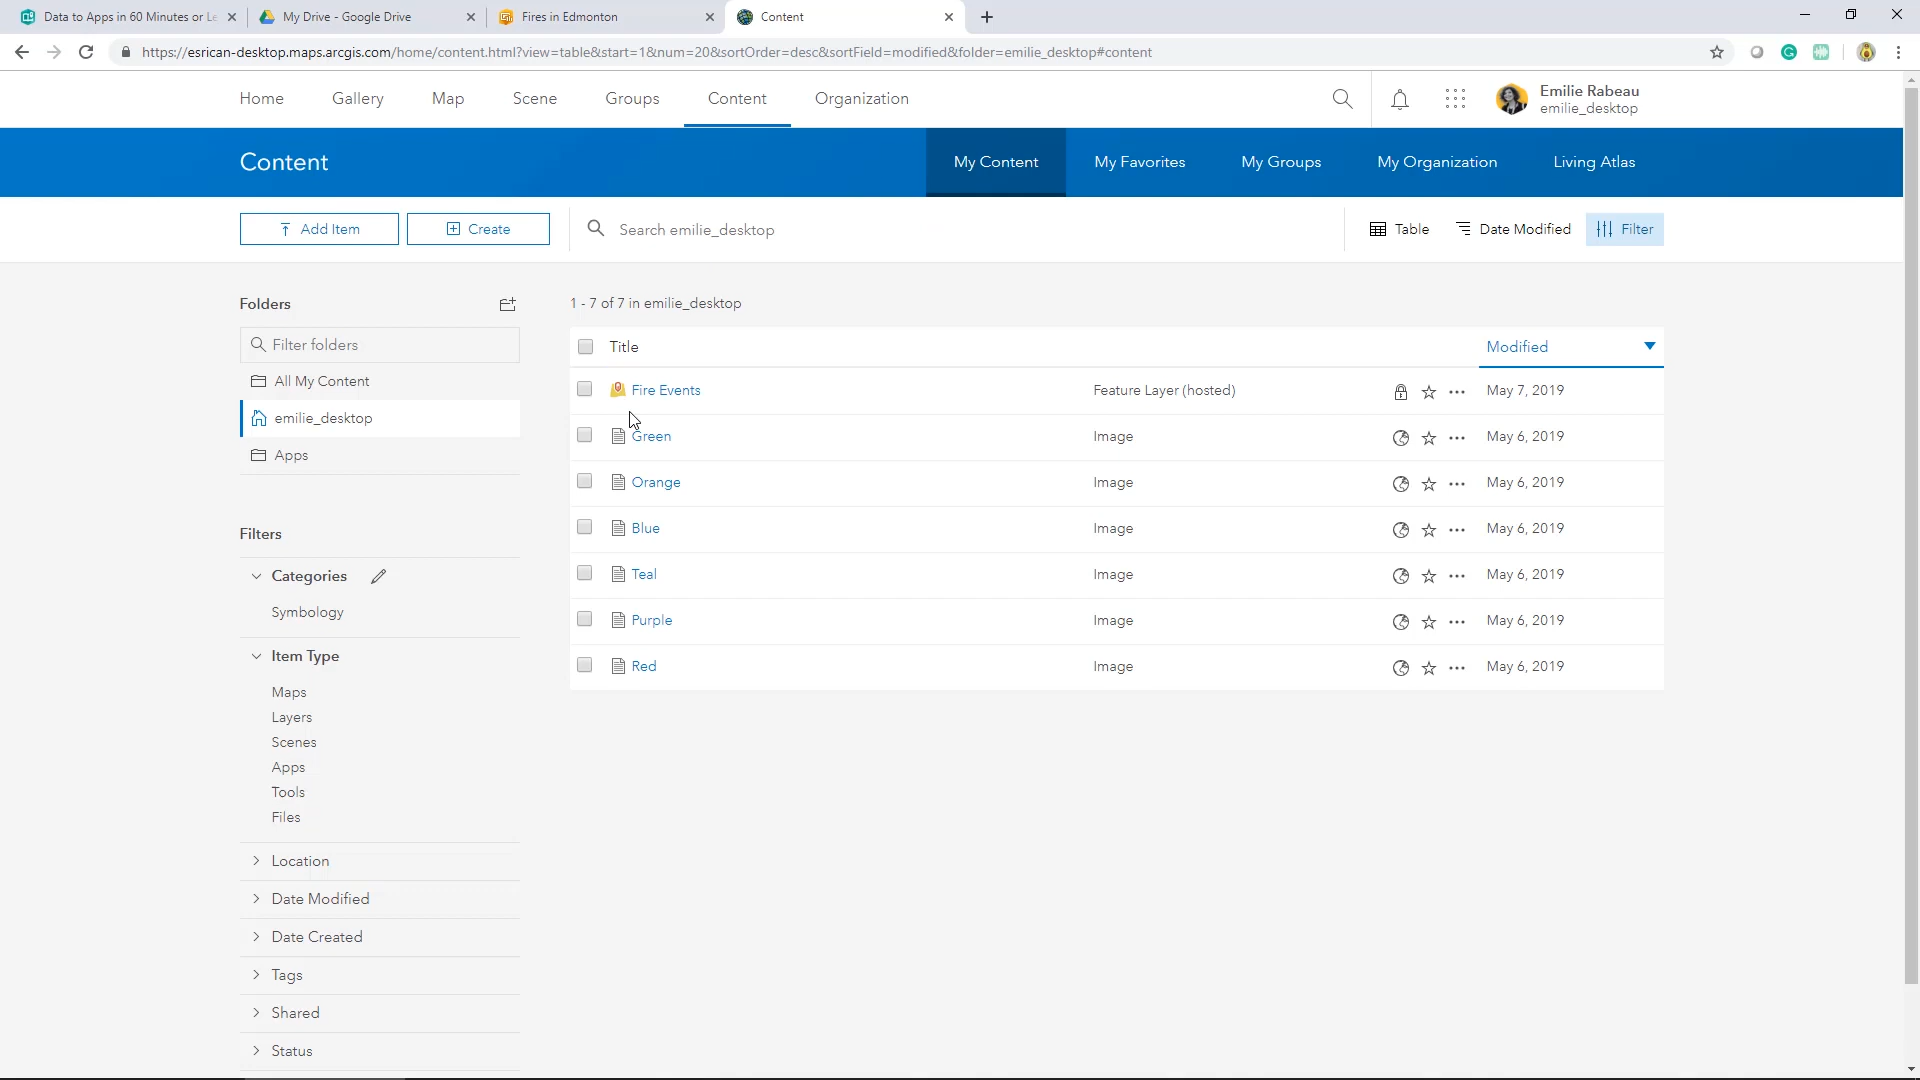 Data to Apps in 60 Minutes or Le
My Drive - Google Drive
Fires in Edmonton
Content
https://esrican-desktop.maps.arcgis.com/home/content.html?view=table&start=1&num=20&sortOrder=desc&sortField=modified&folder=emilie_desktop#content
Home Gallery Map Scene Groups Content Organization
Emilie Rabeau
emilie_desktop
Content
My Content My Favorites My Groups My Organization Living Atlas
Add Item Create Search emilie_desktop Table Date Modified Filter
Folders
Filter folders
All My Content
emilie_desktop
Apps
Filters
Categories
Symbology
Item Type
Maps
Layers
Scenes
Apps
Tools
Files
Location
Date Modified
Date Created
Tags
Shared
Status
1 - 7 of 7 in emilie_desktop
Title Modified
Fire Events Feature Layer (hosted) May 7, 2019
Green Image May 6, 2019
Orange Image May 6, 2019
Blue Image May 6, 2019
Teal Image May 6, 2019
Purple Image May 6, 2019
Red Image May 6, 2019